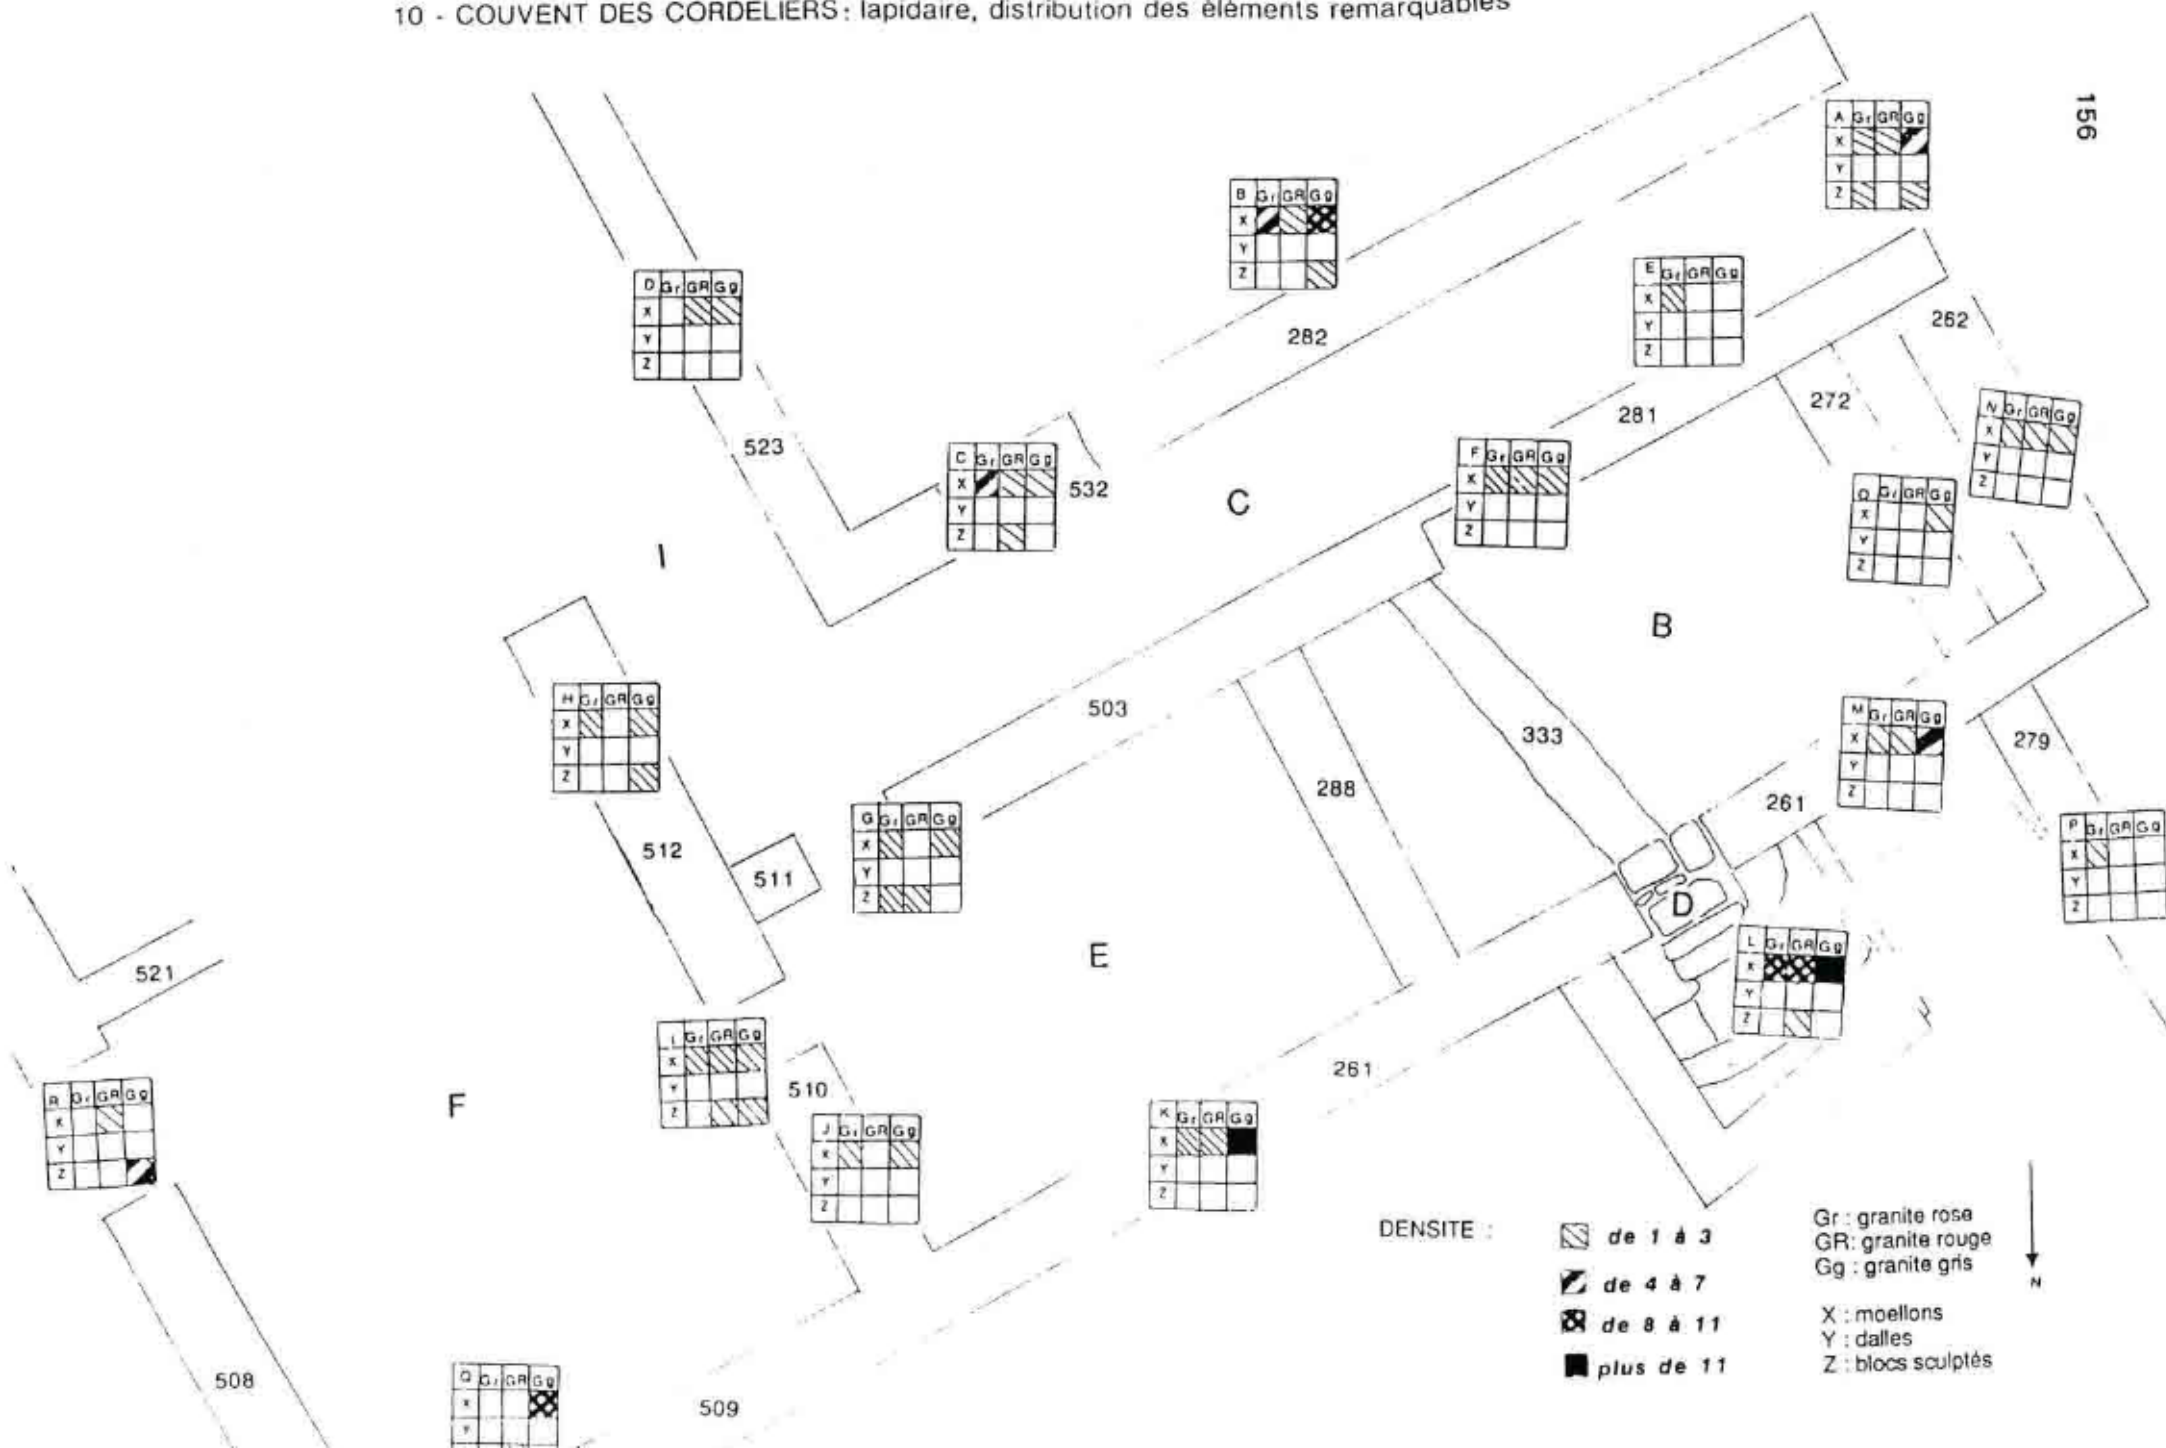 10 - COUVENT DES CORDELIERS: lapidaire, distribution des éléments remarquables
156
A Gr GR Gg
X
Y
Z
B Gr GR Gg
X
Y
Z
D Gr GR Gg
X
Y
Z
E Gr GR Gg
X
Y
Z
282
262
281
272
N Gr GR Gg
X
Y
Z
523
C Gr GR Gg
X
Y
Z
532
C
F Gr GR Gg
X
Y
Z
O Gr GR Gg
X
Y
Z
I
B
H Gr GR Gg
X
Y
Z
503
333
M Gr GR Gg
X
Y
Z
279
288
261
G Gr GR Gg
X
Y
Z
512
511
P Gr GR Gg
X
Y
Z
D
L Gr GR Gg
X
Y
Z
E
521
I Gr GR Gg
X
Y
Z
510
261
R Gr GR Gg
X
Y
Z
F
J Gr GR Gg
X
Y
Z
K Gr GR Gg
X
Y
Z
508
Q Gr GR Gg
X
Y
509
DENSITE :
de 1 à 3
de 4 à 7
de 8 à 11
plus de 11
Gr : granite rose
GR: granite rouge
Gg : granite gris
X : moellons
Y : dalles
Z : blocs sculptés
N